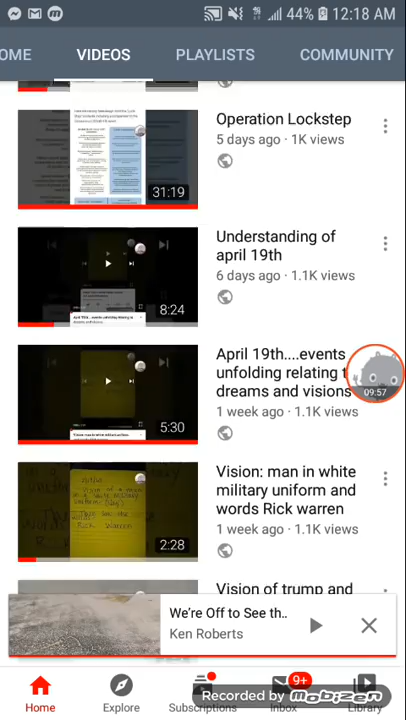 44% 12:18 AM
OME VIDEOS PLAYLISTS COMMUNITY
Operation Lockstep
5 days ago · 1K views
31:19
Understanding of
april 19th
6 days ago · 1.1K views
8:24
April 19th....events
unfolding relating t
dreams and visions
1 week ago · 1.1K views
09:57
5:30
Vision: man in white
military uniform and
words Rick warren
1 week ago · 1.1K views
Rick Warren
2:28
Vision of trump and
We're Off to See th..
Ken Roberts
9+
Home Explore Subscriptions Inbox Library
Recorded by mobizen